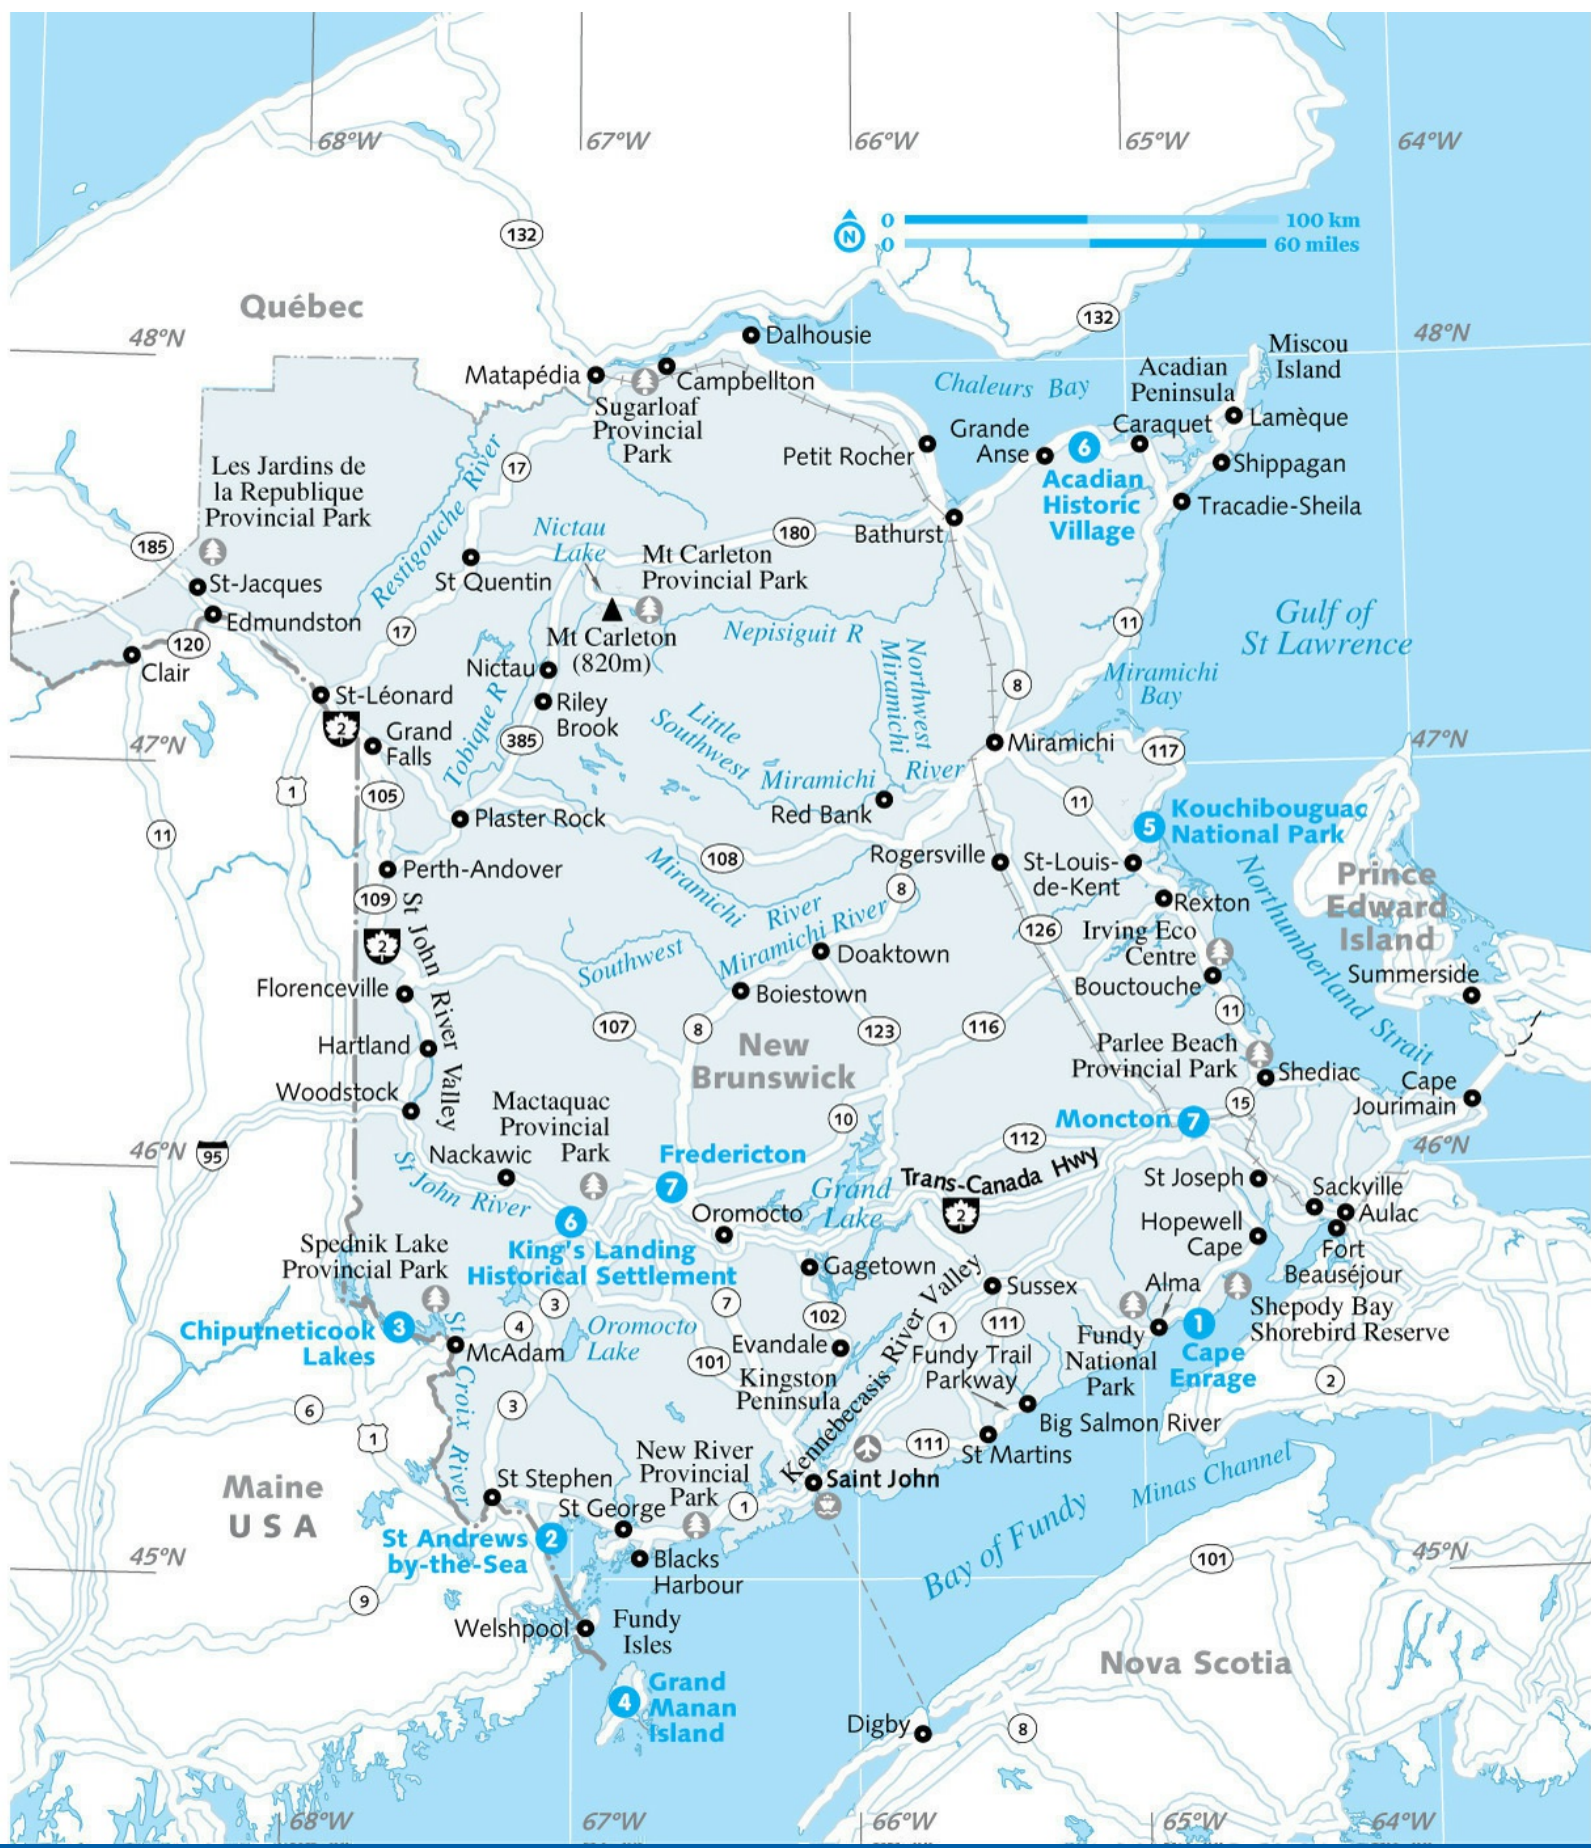 68°W
67°W
66°W
65°W
64°W
0
100 km
N
0
60 miles
132
Québec
132
48°N
48°N
Dalhousie
Miscou
Island
Matapédia
Campbellton
Chaleurs Bay
Acadian
Peninsula
Sugarloaf
Provincial
Park
Lamèque
Caraquet
Grande
Anse
6
Petit Rocher
Shippagan
Acadian
Historic
Village
Tracadie-Sheila
Les Jardins de
la Republique
Provincial Park
17
Restigouche River
Nictau
Lake
180
Bathurst
185
Mt Carleton
Provincial Park
St-Jacques
St Quentin
Edmundston
17
120
Clair
Mt Carleton
(820m)
Nepisiguit R
11
Gulf of
St Lawrence
Nictau
Northwest
Miramichi
Miramichi
Bay
8
St-Léonard
Riley
Brook
2
Grand
Falls
Tobique R
385
Little
Southwest
Miramichi
River
Miramichi
117
47°N
47°N
1
105
Plaster Rock
Red Bank
11
5
Kouchibouguac
National Park
11
108
Rogersville
St-Louis-
de-Kent
Perth-Andover
Miramichi
River
8
109
Rexton
Prince
Edward
Island
St John River Valley
2
126
Irving Eco
Centre
Northumberland Strait
Southwest
Miramichi River
Doaktown
Summerside
Florenceville
Boiestown
Bouctouche
11
107
8
123
116
Hartland
New
Brunswick
Parlee Beach
Provincial Park
Shediac
Woodstock
Cape
Jourimain
Mactaquac
Provincial
Park
10
15
Moncton
7
112
46°N
95
46°N
Nackawic
Fredericton
7
St John River
Grand
Lake
Trans-Canada Hwy
2
St Joseph
Sackville
Oromocto
Aulac
6
King's Landing
Historical Settlement
Hopewell
Cape
Fort
Beauséjour
Spednik Lake
Provincial Park
Gagetown
Sussex
Alma
3
7
102
Shepody Bay
Shorebird Reserve
Chiputneticook
Lakes
3
4
Oromocto
Lake
McAdam
Evandale
1
111
Fundy
National
Park
1
Cape
Enrage
101
Kennebecasis River Valley
Fundy Trail
Parkway
Kingston
Peninsula
2
6
3
St Croix River
Big Salmon River
1
111
St Martins
Maine
USA
New River
Provincial
Park
Saint John
Minas Channel
St Stephen
St George
1
St Andrews
by-the-Sea
2
Bay of Fundy
45°N
45°N
Blacks
Harbour
101
9
Welshpool
Fundy
Isles
Nova Scotia
4
Grand
Manan
Island
Digby
8
68°W
67°W
66°W
65°W
64°W